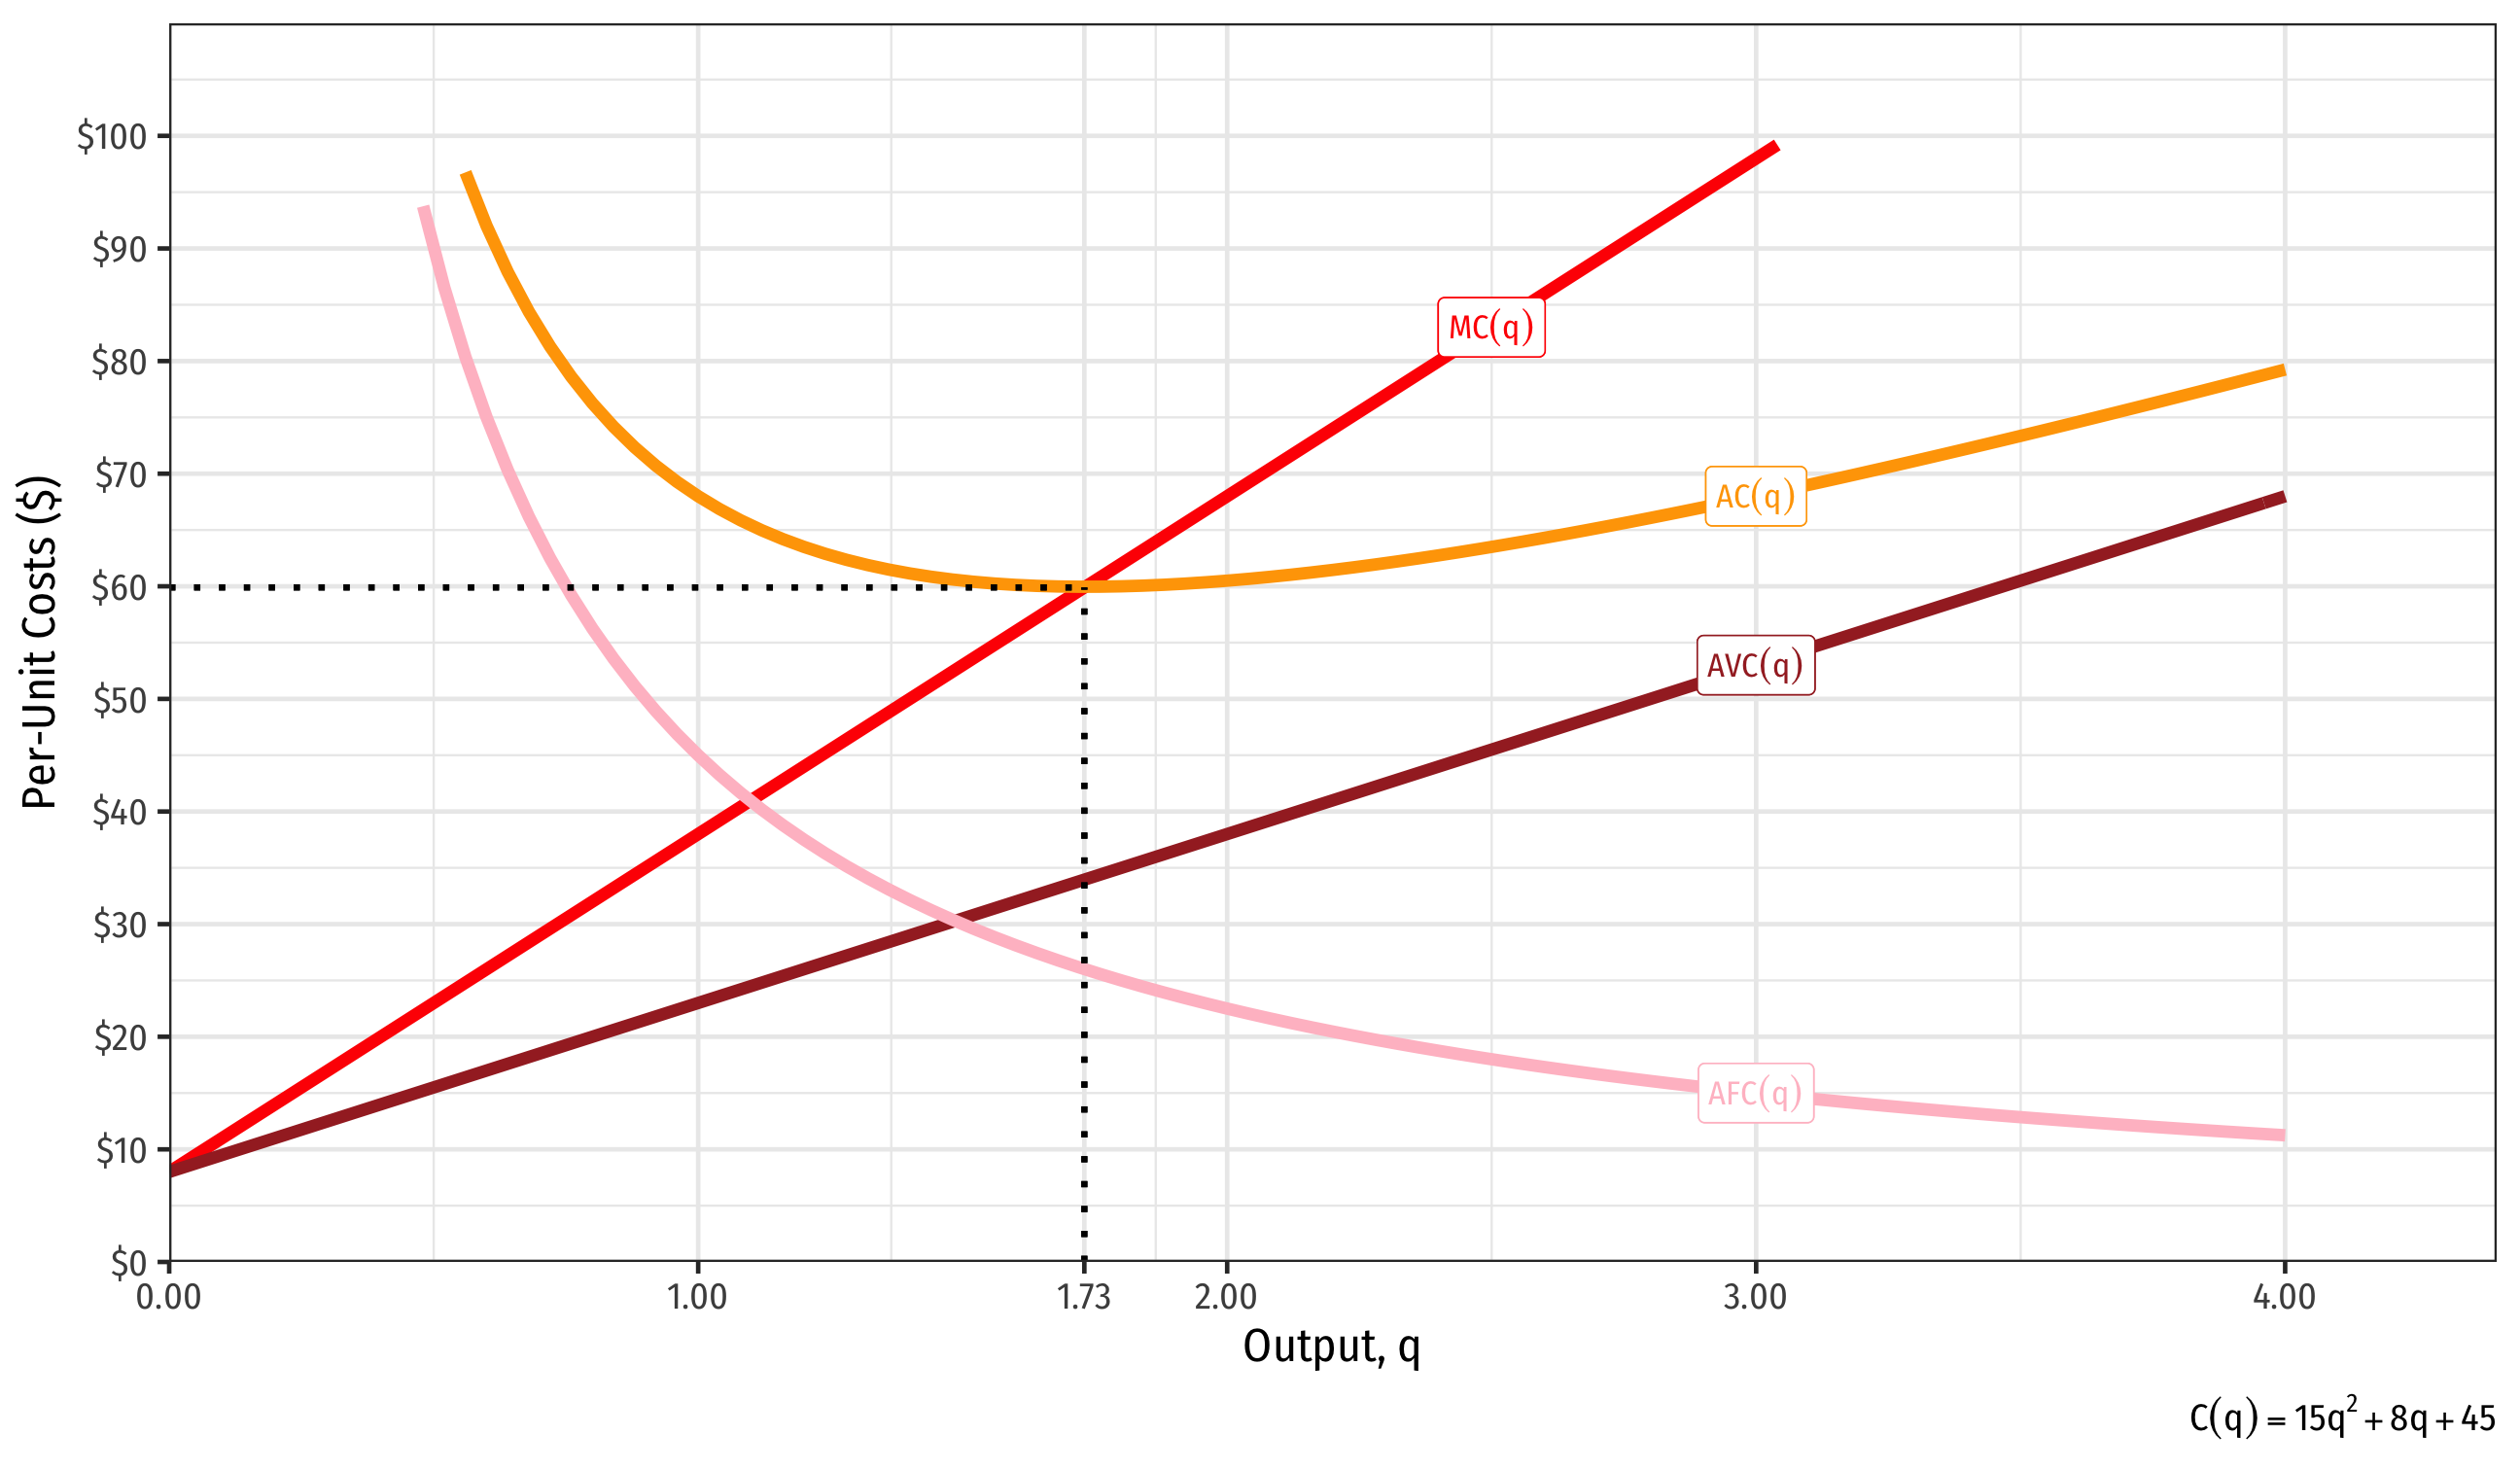 Per-Unit Costs ($)
$100
$90
$80
$70
$60
$50
$40
$30
$20
$10
$0
MC(q)
AC(q)
AVC(q)
AFC(q)
0.00 1.00 1.73 2.00 3.00 4.00
Output, q
C(q) = 15q² + 8q + 45